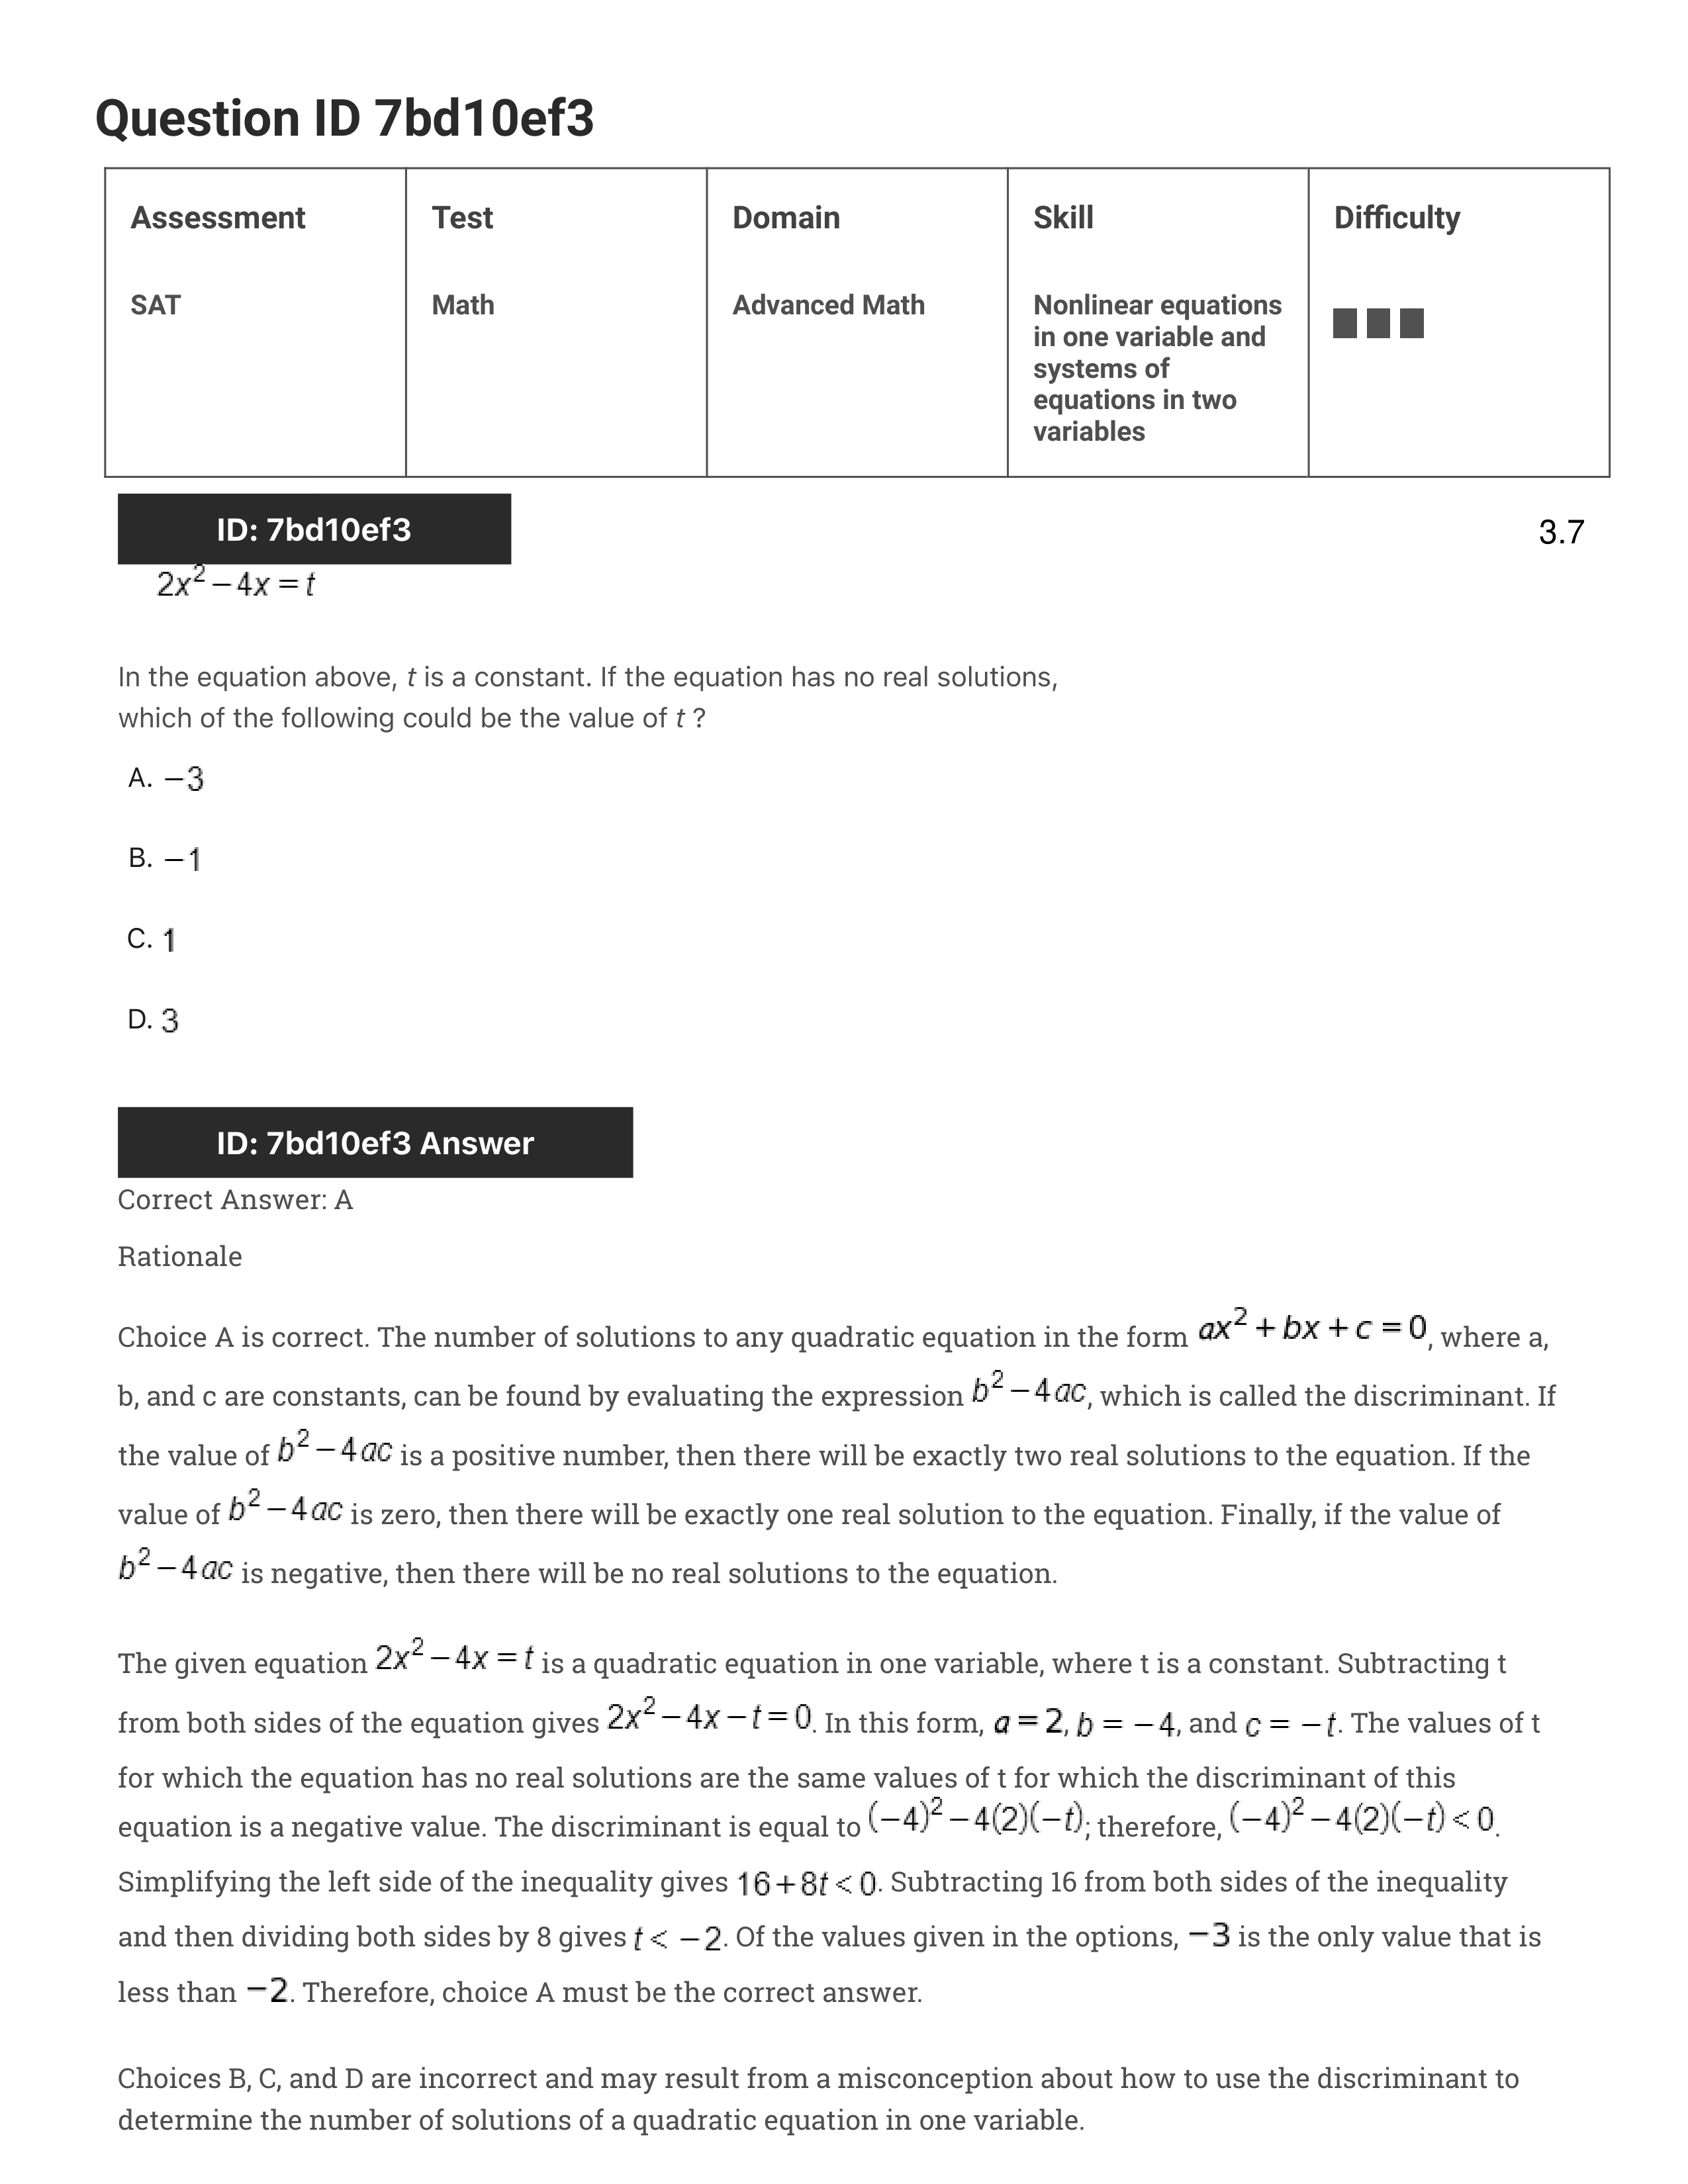 Question ID 7bd10ef3
Assessment Test Domain Skill Difficulty
SAT Math Advanced Math Nonlinear equations
in one variable and
systems of
equations in two
variables
ID: 7bd10ef3 3.7
2x² − 4x = t
In the equation above, t is a constant. If the equation has no real solutions,
which of the following could be the value of t ?
A. −3
B. −1
C. 1
D. 3
ID: 7bd10ef3 Answer
Correct Answer: A
Rationale
Choice A is correct. The number of solutions to any quadratic equation in the form ax² + bx + c = 0, where a,
b, and c are constants, can be found by evaluating the expression b² − 4ac, which is called the discriminant. If
the value of b² − 4ac is a positive number, then there will be exactly two real solutions to the equation. If the
value of b² − 4ac is zero, then there will be exactly one real solution to the equation. Finally, if the value of
b² − 4ac is negative, then there will be no real solutions to the equation.
The given equation 2x² − 4x = t is a quadratic equation in one variable, where t is a constant. Subtracting t
from both sides of the equation gives 2x² − 4x − t = 0. In this form, a = 2, b = −4, and c = −t. The values of t
for which the equation has no real solutions are the same values of t for which the discriminant of this
equation is a negative value. The discriminant is equal to (−4)² − 4(2)(−t); therefore, (−4)² − 4(2)(−t) < 0.
Simplifying the left side of the inequality gives 16 + 8t < 0. Subtracting 16 from both sides of the inequality
and then dividing both sides by 8 gives t < −2. Of the values given in the options, −3 is the only value that is
less than −2. Therefore, choice A must be the correct answer.
Choices B, C, and D are incorrect and may result from a misconception about how to use the discriminant to
determine the number of solutions of a quadratic equation in one variable.